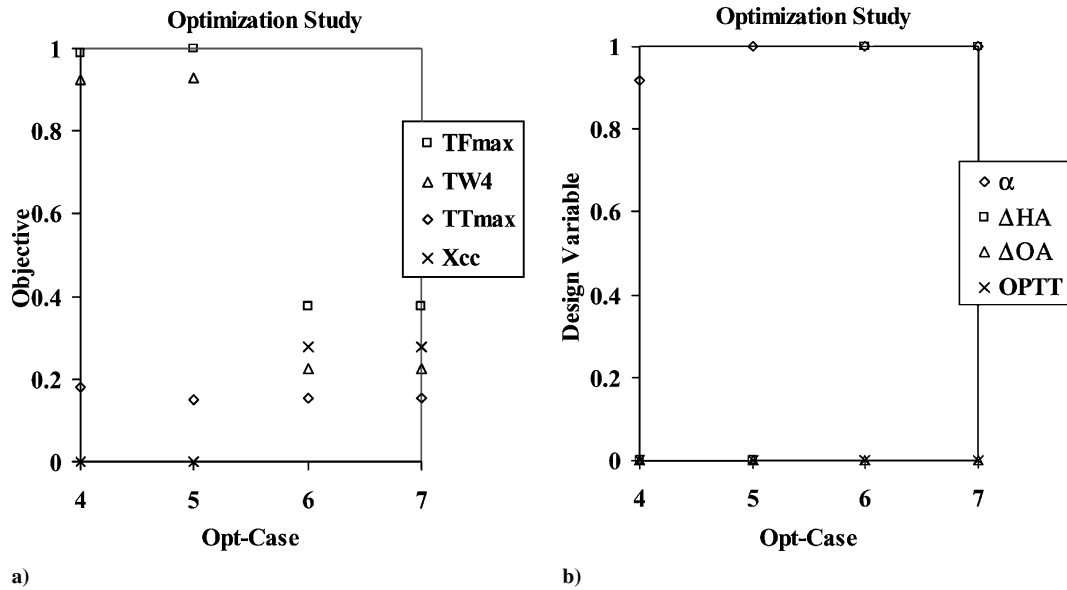 Optimization Study
1
0.8
0.6
0.4
0.2
0
Objective
4 5 6 7
Opt-Case
TFmax
TW4
TTmax
Xcc
a)
Optimization Study
1
0.8
0.6
0.4
0.2
0
Design Variable
4 5 6 7
Opt-Case
α
ΔHA
ΔOA
OPTT
b)